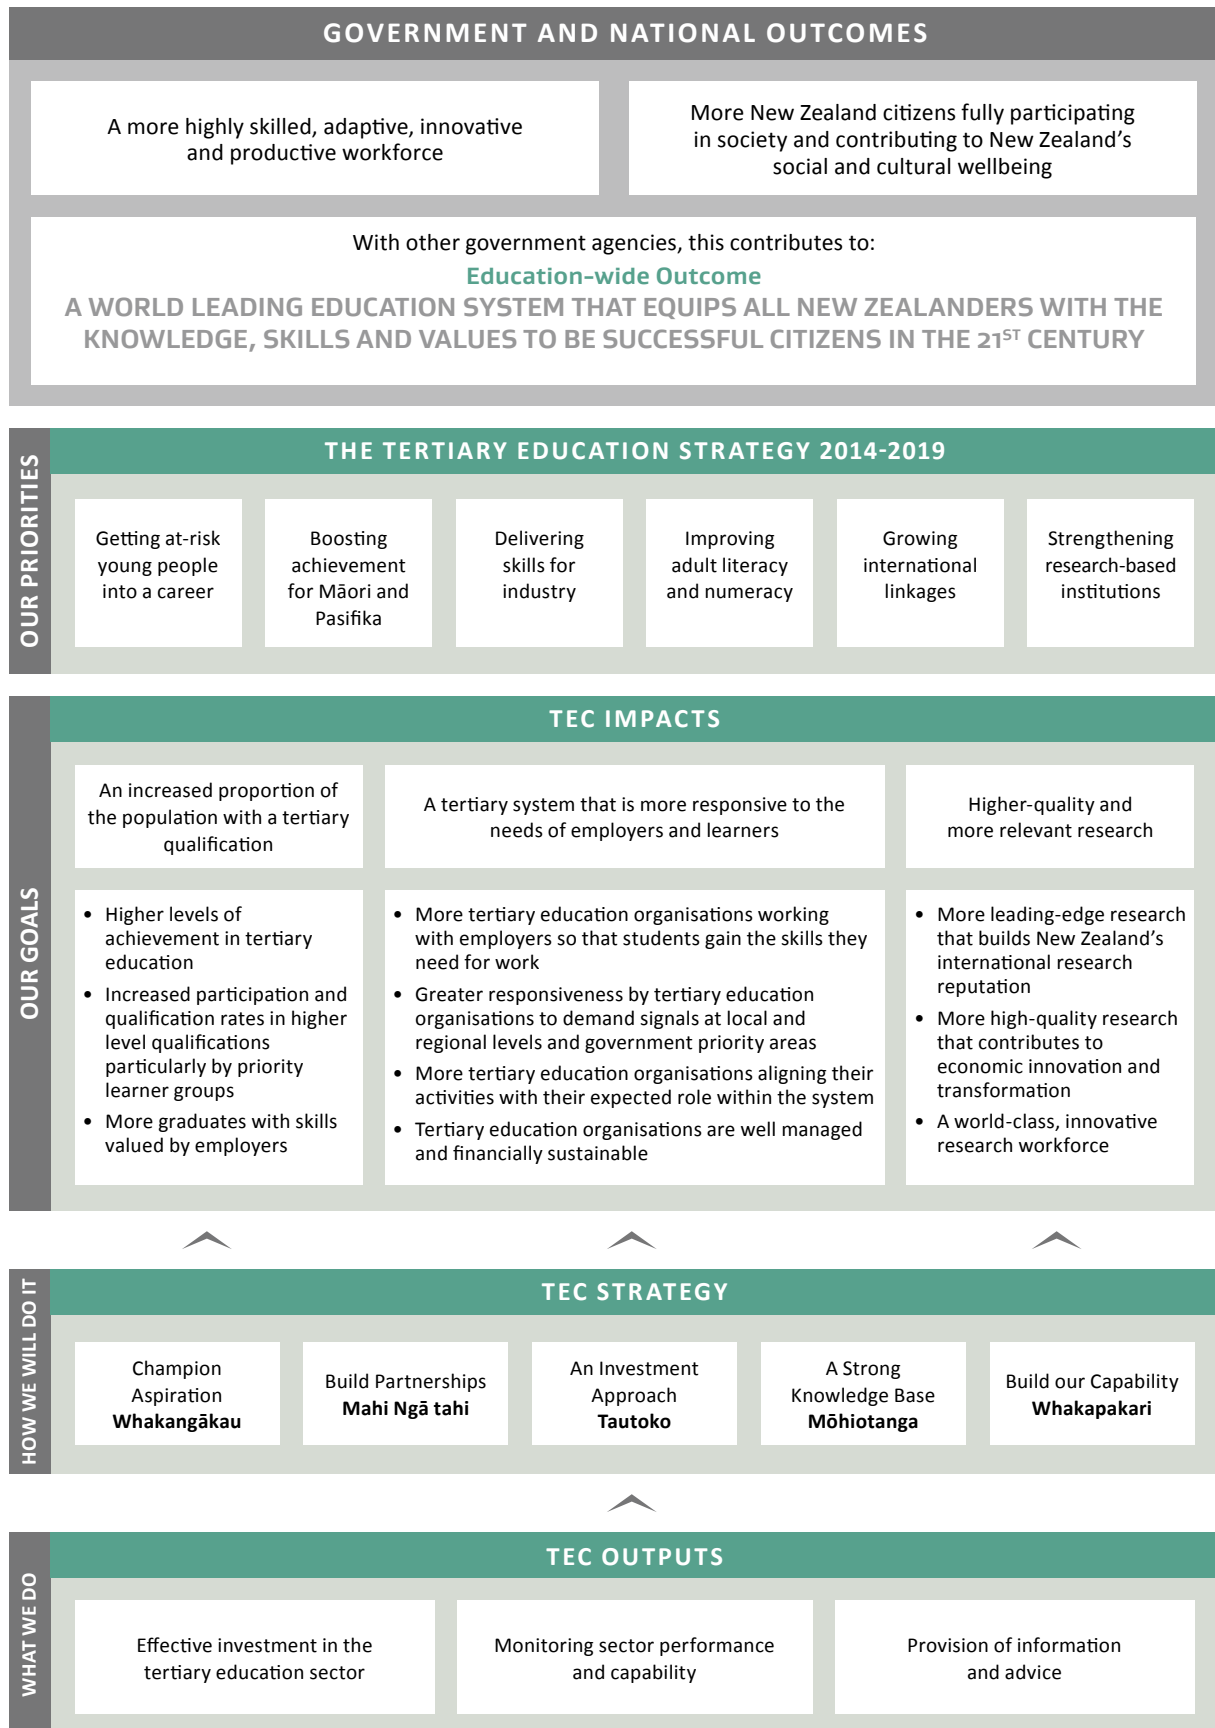 GOVERNMENT AND NATIONAL OUTCOMES
A more highly skilled, adaptive, innovative
and productive workforce
More New Zealand citizens fully participating
in society and contributing to New Zealand's
social and cultural wellbeing
With other government agencies, this contributes to:
Education-wide Outcome
A WORLD LEADING EDUCATION SYSTEM THAT EQUIPS ALL NEW ZEALANDERS WITH THE
KNOWLEDGE, SKILLS AND VALUES TO BE SUCCESSFUL CITIZENS IN THE 21ST CENTURY
OUR PRIORITIES
THE TERTIARY EDUCATION STRATEGY 2014-2019
Getting at-risk
young people
into a career
Boosting
achievement
for Māori and
Pasifika
Delivering
skills for
industry
Improving
adult literacy
and numeracy
Growing
international
linkages
Strengthening
research-based
institutions
OUR GOALS
TEC IMPACTS
An increased proportion of
the population with a tertiary
qualification
A tertiary system that is more responsive to the
needs of employers and learners
Higher-quality and
more relevant research
• Higher levels of
achievement in tertiary
education
• Increased participation and
qualification rates in higher
level qualifications
particularly by priority
learner groups
• More graduates with skills
valued by employers
• More tertiary education organisations working
with employers so that students gain the skills they
need for work
• Greater responsiveness by tertiary education
organisations to demand signals at local and
regional levels and government priority areas
• More tertiary education organisations aligning their
activities with their expected role within the system
• Tertiary education organisations are well managed
and financially sustainable
• More leading-edge research
that builds New Zealand's
international research
reputation
• More high-quality research
that contributes to
economic innovation and
transformation
• A world-class, innovative
research workforce
HOW WE WILL DO IT
TEC STRATEGY
Champion
Aspiration
Whakangākau
Build Partnerships
Mahi Ngā tahi
An Investment
Approach
Tautoko
A Strong
Knowledge Base
Mōhiotanga
Build our Capability
Whakapakari
WHAT WE DO
TEC OUTPUTS
Effective investment in the
tertiary education sector
Monitoring sector performance
and capability
Provision of information
and advice